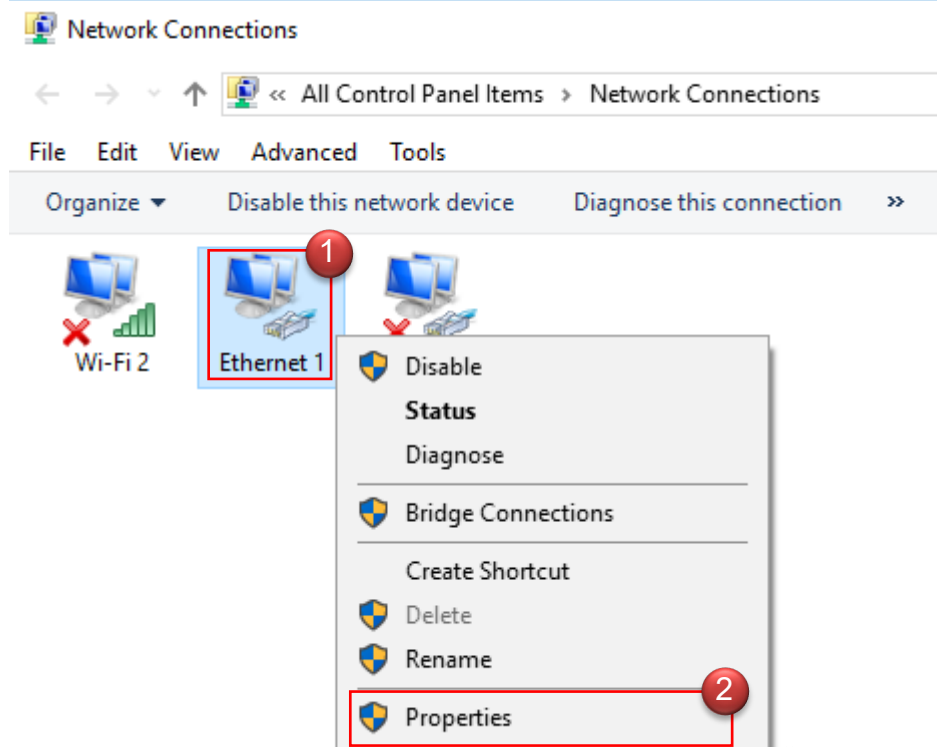 Network Connections
« All Control Panel Items > Network Connections
File Edit View Advanced Tools
Organize Disable this network device Diagnose this connection »
1
Wi-Fi 2 Ethernet 1
Disable
Status
Diagnose
Bridge Connections
Create Shortcut
Delete
Rename
2
Properties